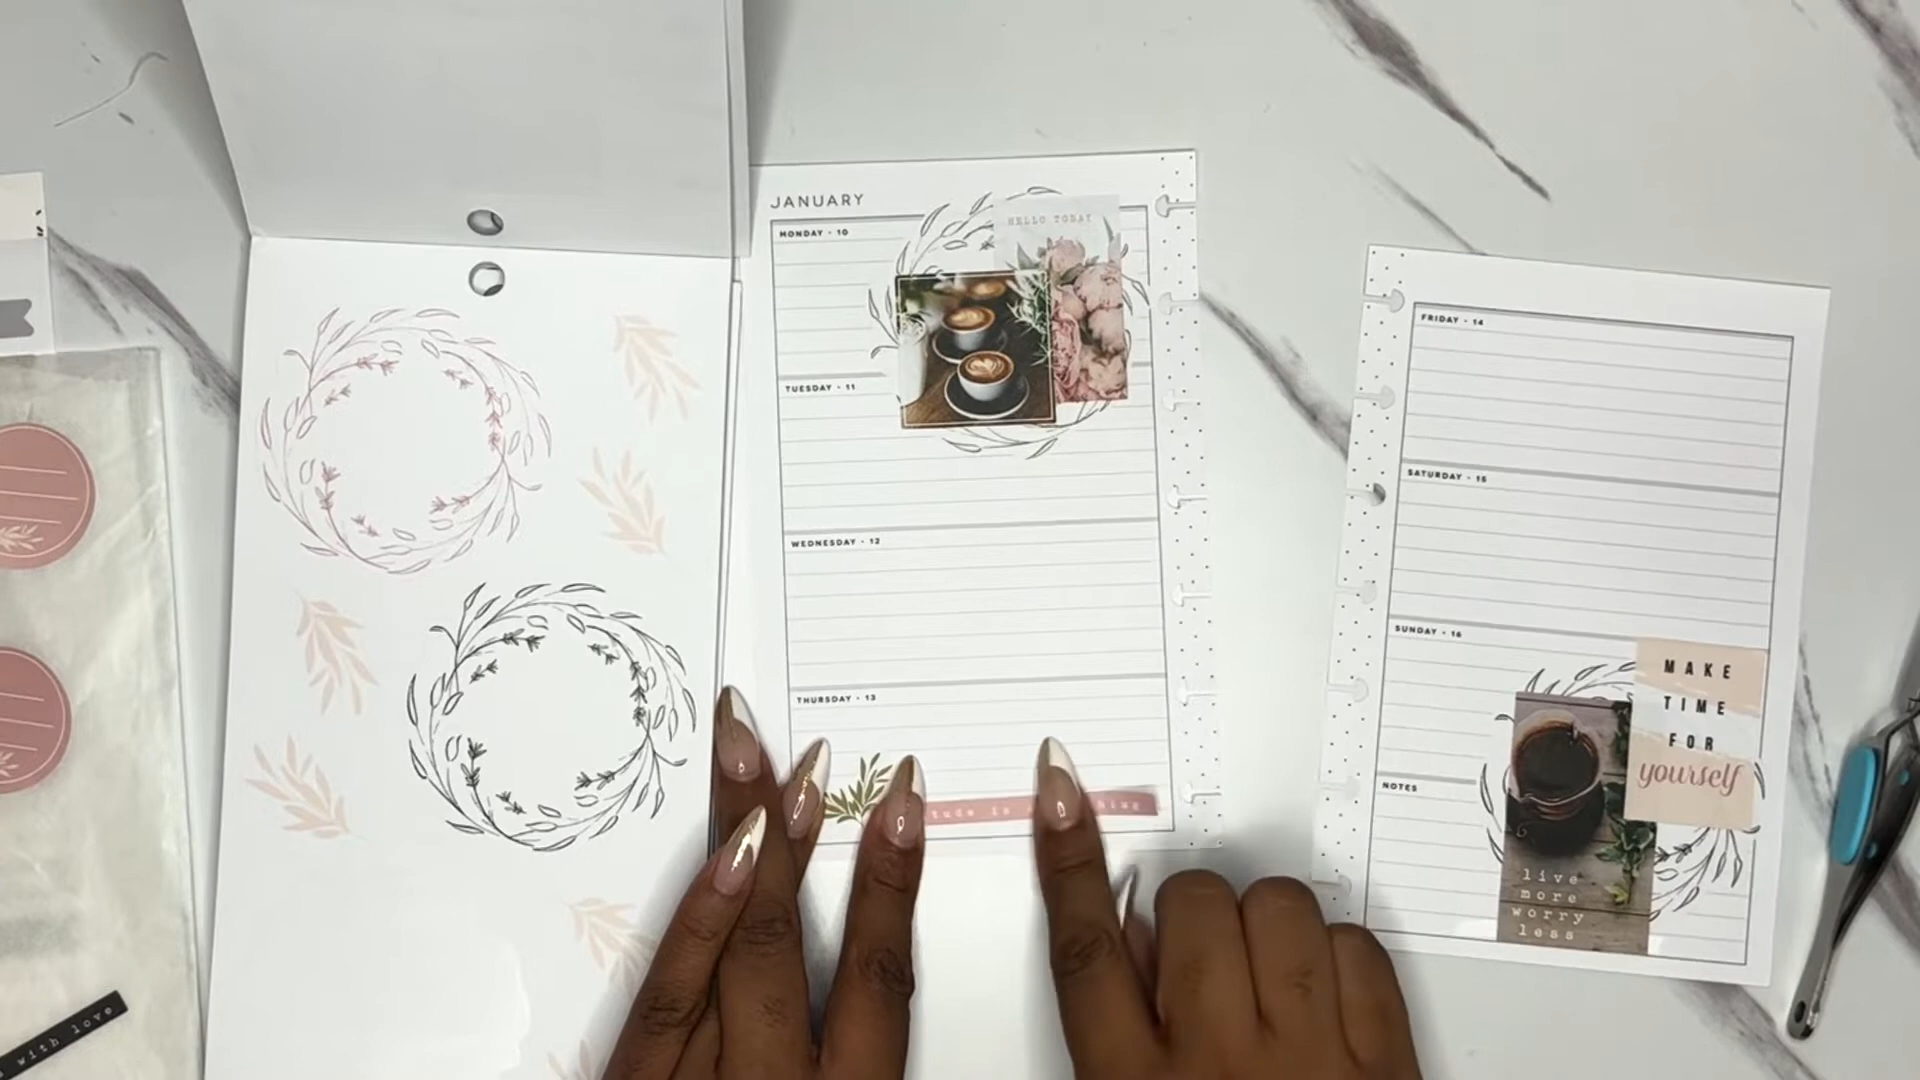 JANUARY
MONDAY · 10
HELLO TODAY
TUESDAY · 11
WEDNESDAY · 12
THURSDAY · 13
FRIDAY · 14
SATURDAY · 15
SUNDAY · 16
MAKE
TIME
FOR
yourself
NOTES
live
more
worry
less
with love